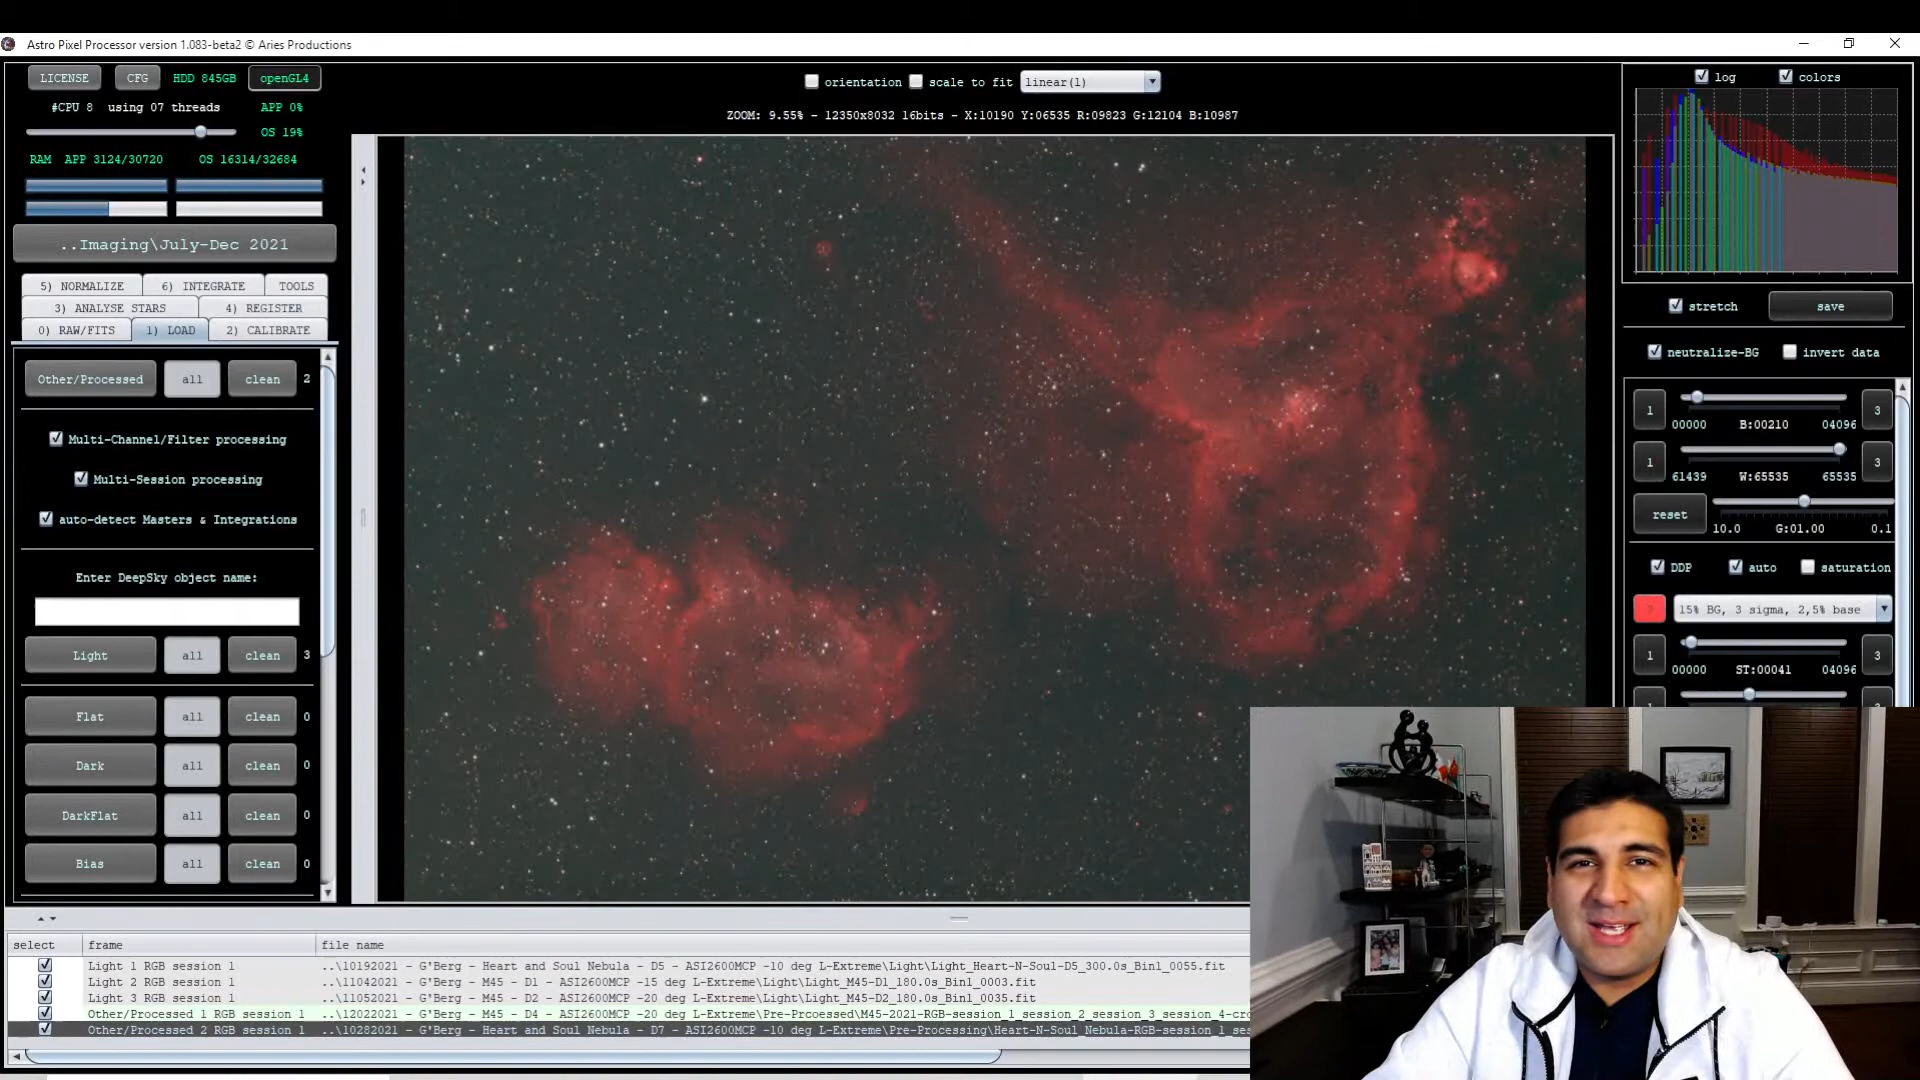 Astro Pixel Processor version 1.083-beta2 © Aries Productions
LICENSE CFG HDD 845GB openGL4
#CPU 8 using 07 threads APP 0%
OS 19%
RAM APP 3124/30720 OS 16314/32684
..Imaging\July-Dec 2021
5) NORMALIZE 6) INTEGRATE TOOLS
3) ANALYSE STARS 4) REGISTER
0) RAW/FITS 1) LOAD 2) CALIBRATE
Other/Processed all clean 2
Multi-Channel/Filter processing
Multi-Session processing
auto-detect Masters & Integrations
Enter DeepSky object name:
Light all clean 3
Flat all clean 0
Dark all clean 0
DarkFlat all clean 0
Bias all clean 0
orientation scale to fit linear(l)
ZOOM: 9.55% - 12350x8032 16bits - X:10190 Y:06535 R:09823 G:12104 B:10987
log colors
stretch save
neutralize-BG invert data
1 3
00000 B:00210 04096
1 3
61439 W:65535 65535
reset
10.0 G:01.00 0.1
DDP auto saturation
15% BG, 3 sigma, 2,5% base
1 3
00000 ST:00041 04096
select frame file name
Light 1 RGB session 1 ..\10192021 - G'Berg - Heart and Soul Nebula - D5 - ASI2600MCP -10 deg L-Extreme\Light\Light_Heart-N-Soul-D5_300.0s_Bin1_0055.fit
Light 2 RGB session 1 ..\11042021 - G'Berg - M45 - D1 - ASI2600MCP -15 deg L-Extreme\Light\Light_M45-D1_180.0s_Bin1_0003.fit
Light 3 RGB session 1 ..\11052021 - G'Berg - M45 - D2 - ASI2600MCP -20 deg L-Extreme\Light\Light_M45-D2_180.0s_Bin1_0035.fit
Other/Processed 1 RGB session 1 ..\12022021 - G'Berg - M45 - D4 - ASI2600MCP -20 deg L-Extreme\Pre-Prcoessed\M45-2021-RGB-session_1_session_2_session_3_session_4-cro
Other/Processed 2 RGB session 1 ..\10282021 - G'Berg - Heart and Soul Nebula - D7 - ASI2600MCP -10 deg L-Extreme\Pre-Processing\Heart-N-Soul_Nebula-RGB-session_1_ses